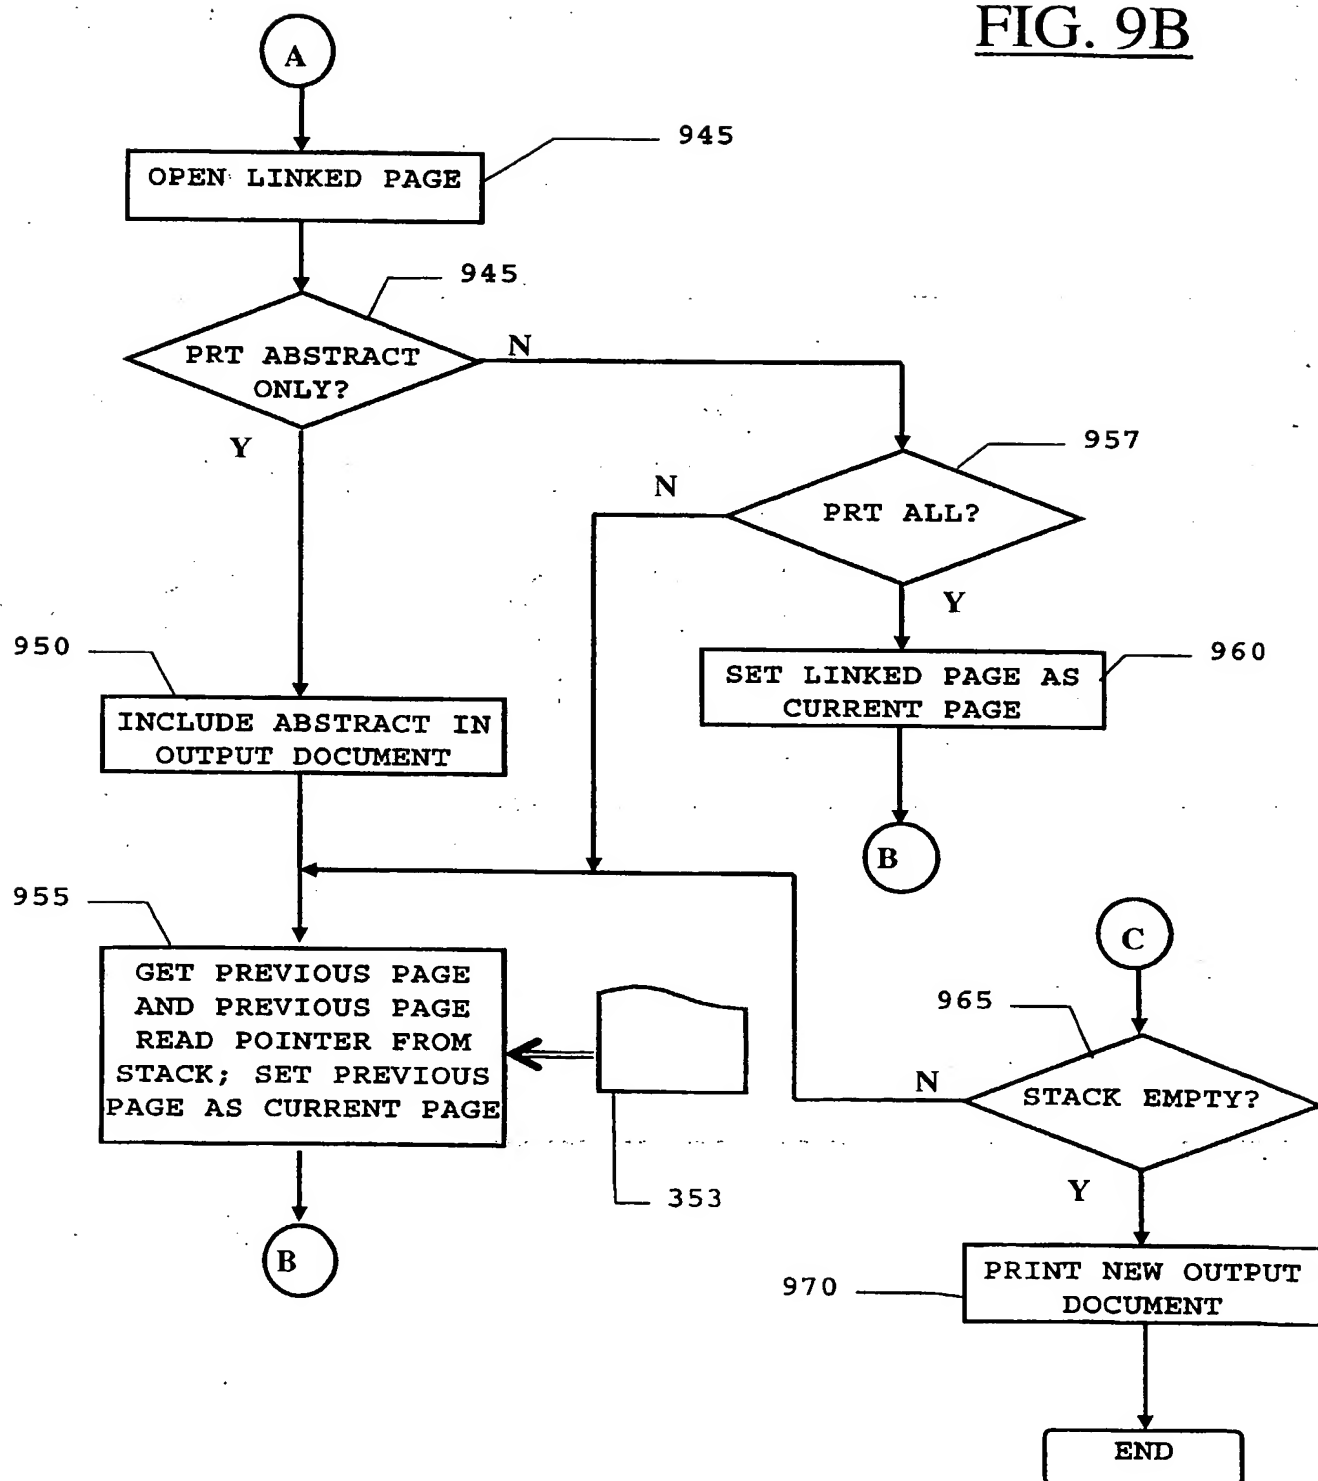 FIG. 9B
A
945
OPEN LINKED PAGE
945
PRT ABSTRACT
ONLY?
N
Y
957
N
PRT ALL?
Y
950
960
SET LINKED PAGE AS
CURRENT PAGE
INCLUDE ABSTRACT IN
OUTPUT DOCUMENT
B
955
C
GET PREVIOUS PAGE
AND PREVIOUS PAGE
READ POINTER FROM
STACK; SET PREVIOUS
PAGE AS CURRENT PAGE
965
N
STACK EMPTY?
353
Y
B
970
PRINT NEW OUTPUT
DOCUMENT
END